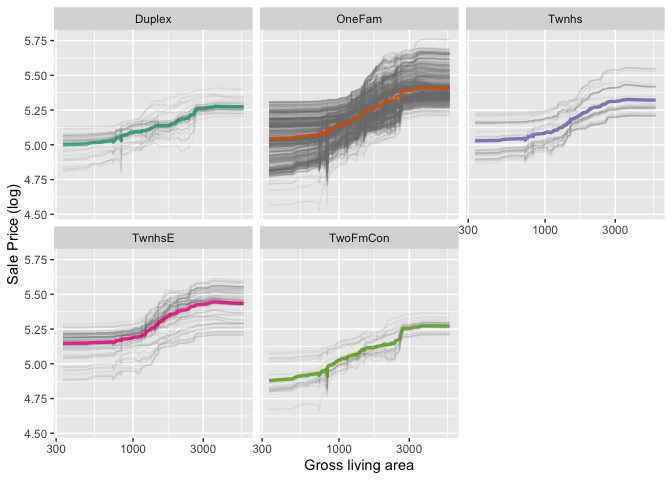 Duplex OneFam Twnhs
5.75
5.50
5.25
5.00
4.75
4.50
300 1000 3000
TwnhsE TwoFmCon
5.75
5.50
5.25
5.00
4.75
4.50
300 1000 3000 300 1000 3000
Gross living area
Sale Price (log)